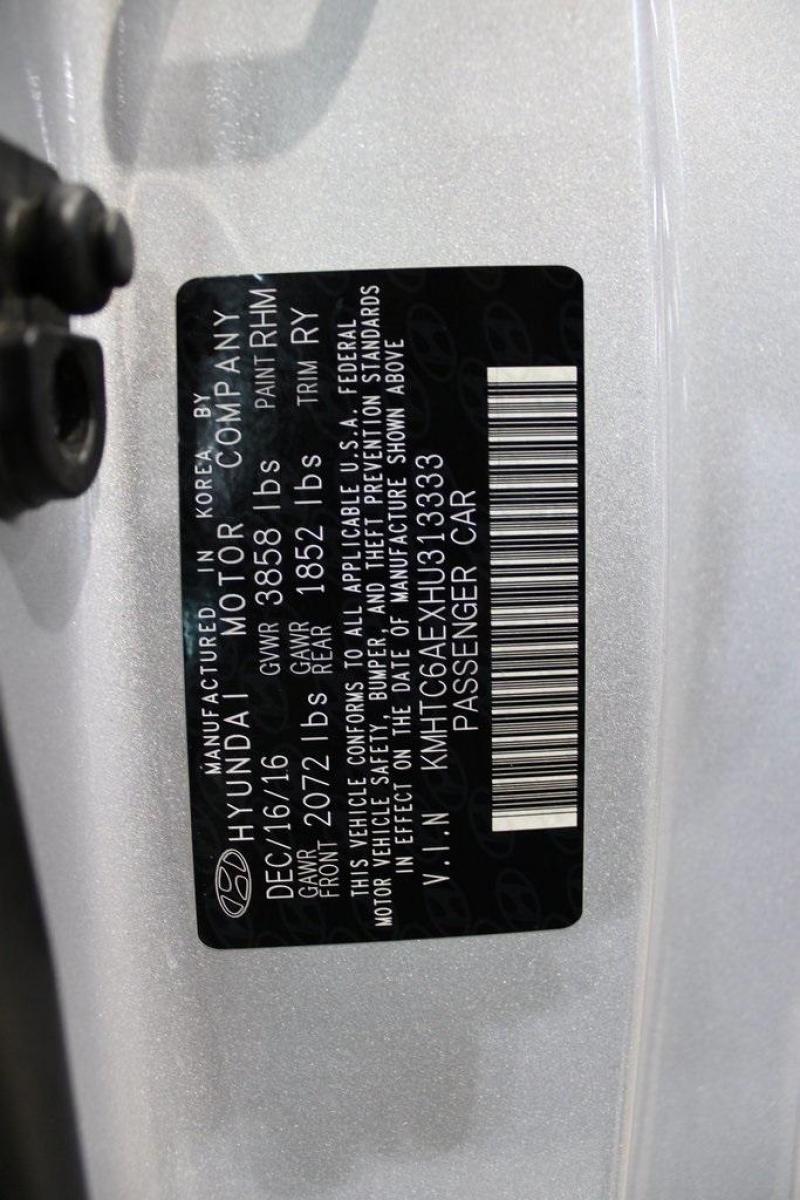 MANUFACTURED IN KOREA BY
HYUNDAI MOTOR COMPANY
DEC/16/16 GVWR 3858 lbs PAINT RHM
GAWR FRONT 2072 lbs GAWR REAR 1852 lbs TRIM RY
THIS VEHICLE CONFORMS TO ALL APPLICABLE U.S.A. FEDERAL
MOTOR VEHICLE SAFETY, BUMPER, AND THEFT PREVENTION STANDARDS
IN EFFECT ON THE DATE OF MANUFACTURE SHOWN ABOVE
V.I.N KMHTC6AEXHU313333
PASSENGER CAR